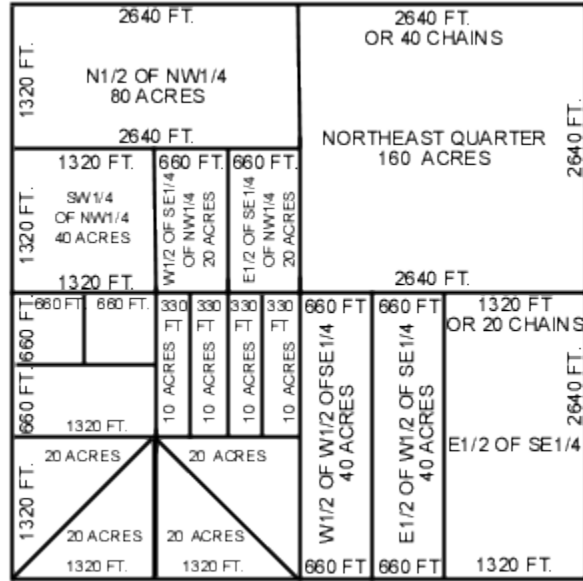 2640 FT.
1320 FT.
N1/2 OF NW1/4
80 ACRES
2640 FT.
2640 FT.
OR 40 CHAINS
NORTHEAST QUARTER
160 ACRES
2640 FT.
2640 FT.
1320 FT.
1320 FT.
SW1/4
OF NW1/4
40 ACRES
1320 FT.
660 FT.
W1/2 OF SE1/4
OF NW1/4
20 ACRES
660 FT.
E1/2 OF SE1/4
OF NW1/4
20 ACRES
660 FT.
660 FT.
660 FT.
660 FT.
1320 FT.
330
FT
10 ACRES
330
FT
10 ACRES
330
FT
10 ACRES
330
FT
10 ACRES
1320 FT.
20 ACRES
20 ACRES
1320 FT.
20 ACRES
20 ACRES
1320 FT.
660 FT
W1/2 OF W1/2 OFSE1/4
40 ACRES
660 FT
660 FT.
E1/2 OF W1/2 OF SE1/4
40 ACRES
660 FT.
1320 FT
OR 20 CHAINS
2640 FT.
E1/2 OF SE1/4
1320 FT.